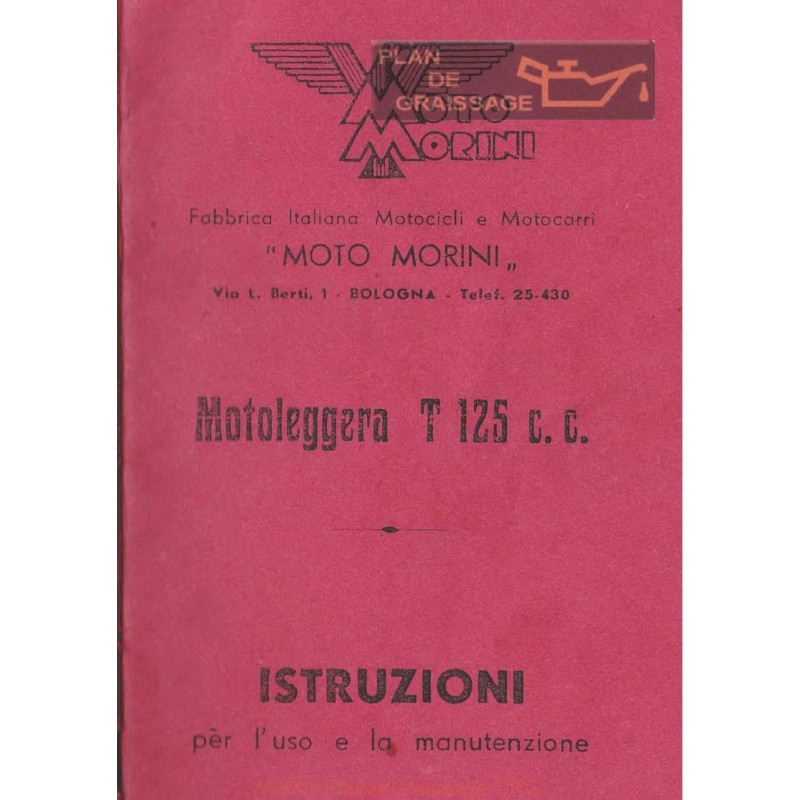 PLAN
DE
GRAISSAGE
MOTO
MORINI
Fabbrica Italiana Motocicli e Motocarri
"MOTO MORINI„
Via L. Berti, 1 - BOLOGNA - Telef. 25-430
Motoleggera T 125 c. c.
ISTRUZIONI
pèr l'uso e la manutenzione